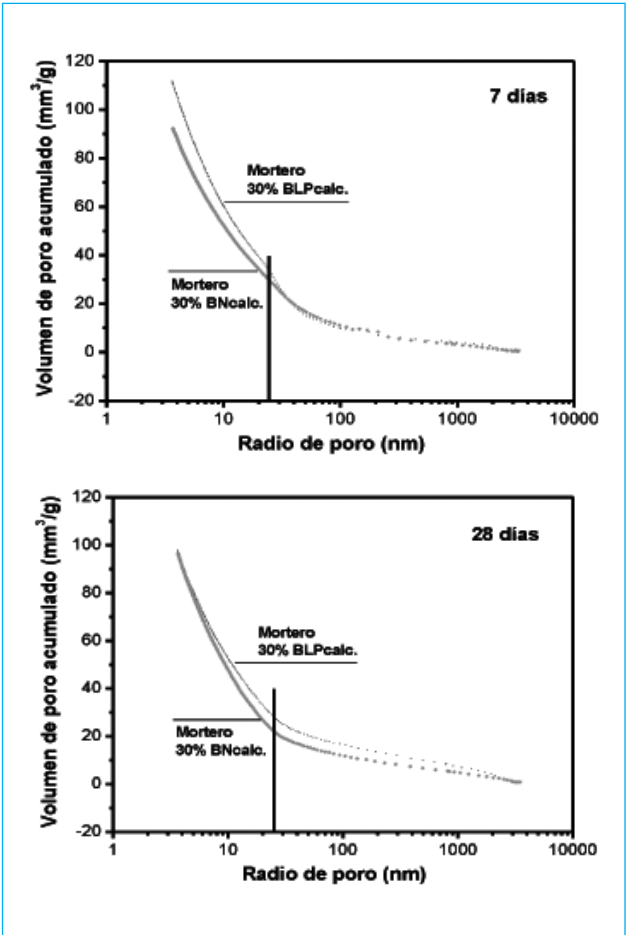 7 días
Volumen de poro acumulado (mm³/g)
120
100
80
60
40
20
0
-20
Mortero
30% BLPcalc.
Mortero
30% BNcalc.
1
10
100
1000
10000
Radio de poro (nm)
28 días
Volumen de poro acumulado (mm³/g)
120
100
80
60
40
20
0
-20
Mortero
30% BLPcalc.
Mortero
30% BNcalc.
1
10
100
1000
10000
Radio de poro (nm)